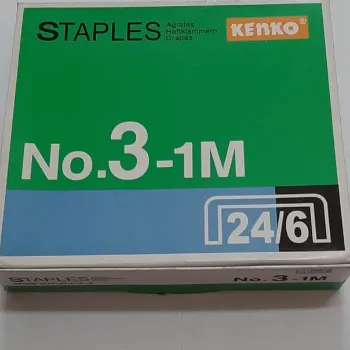 STAPLES
Agrafes
Heftklammern
Grapas
KENKO®
No.3-1M
24/6
STAPLES
No.3-1M